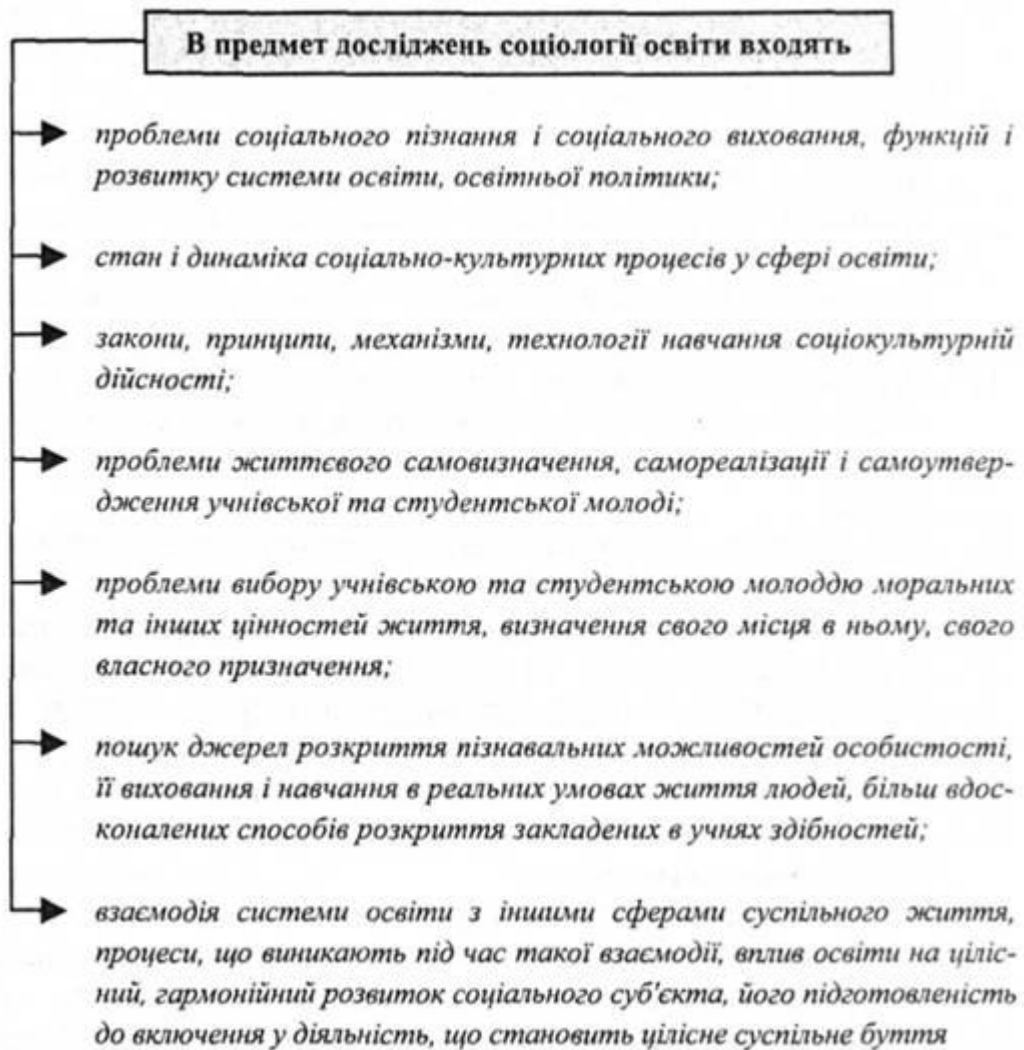 В предмет досліджень соціології освіти входять
проблеми соціального пізнання і соціального виховання, функцій і
розвитку системи освіти, освітньої політики;
стан і динаміка соціально-культурних процесів у сфері освіти;
закони, принципи, механізми, технології навчання соціокультурній
дійсності;
проблеми життєвого самовизначення, самореалізації і самоутвер-
дження учнівської та студентської молоді;
проблеми вибору учнівською та студентською молоддю моральних
та інших цінностей життя, визначення свого місця в ньому, свого
власного призначення;
пошук джерел розкриття пізнавальних можливостей особистості,
її виховання і навчання в реальних умовах життя людей, більш вдос-
коналених способів розкриття закладених в учнях здібностей;
взаємодія системи освіти з іншими сферами суспільного життя,
процеси, що виникають під час такої взаємодії, вплив освіти на ціліс-
ний, гармонійний розвиток соціального суб'єкта, його підготовленість
до включення у діяльність, що становить цілісне суспільне буття